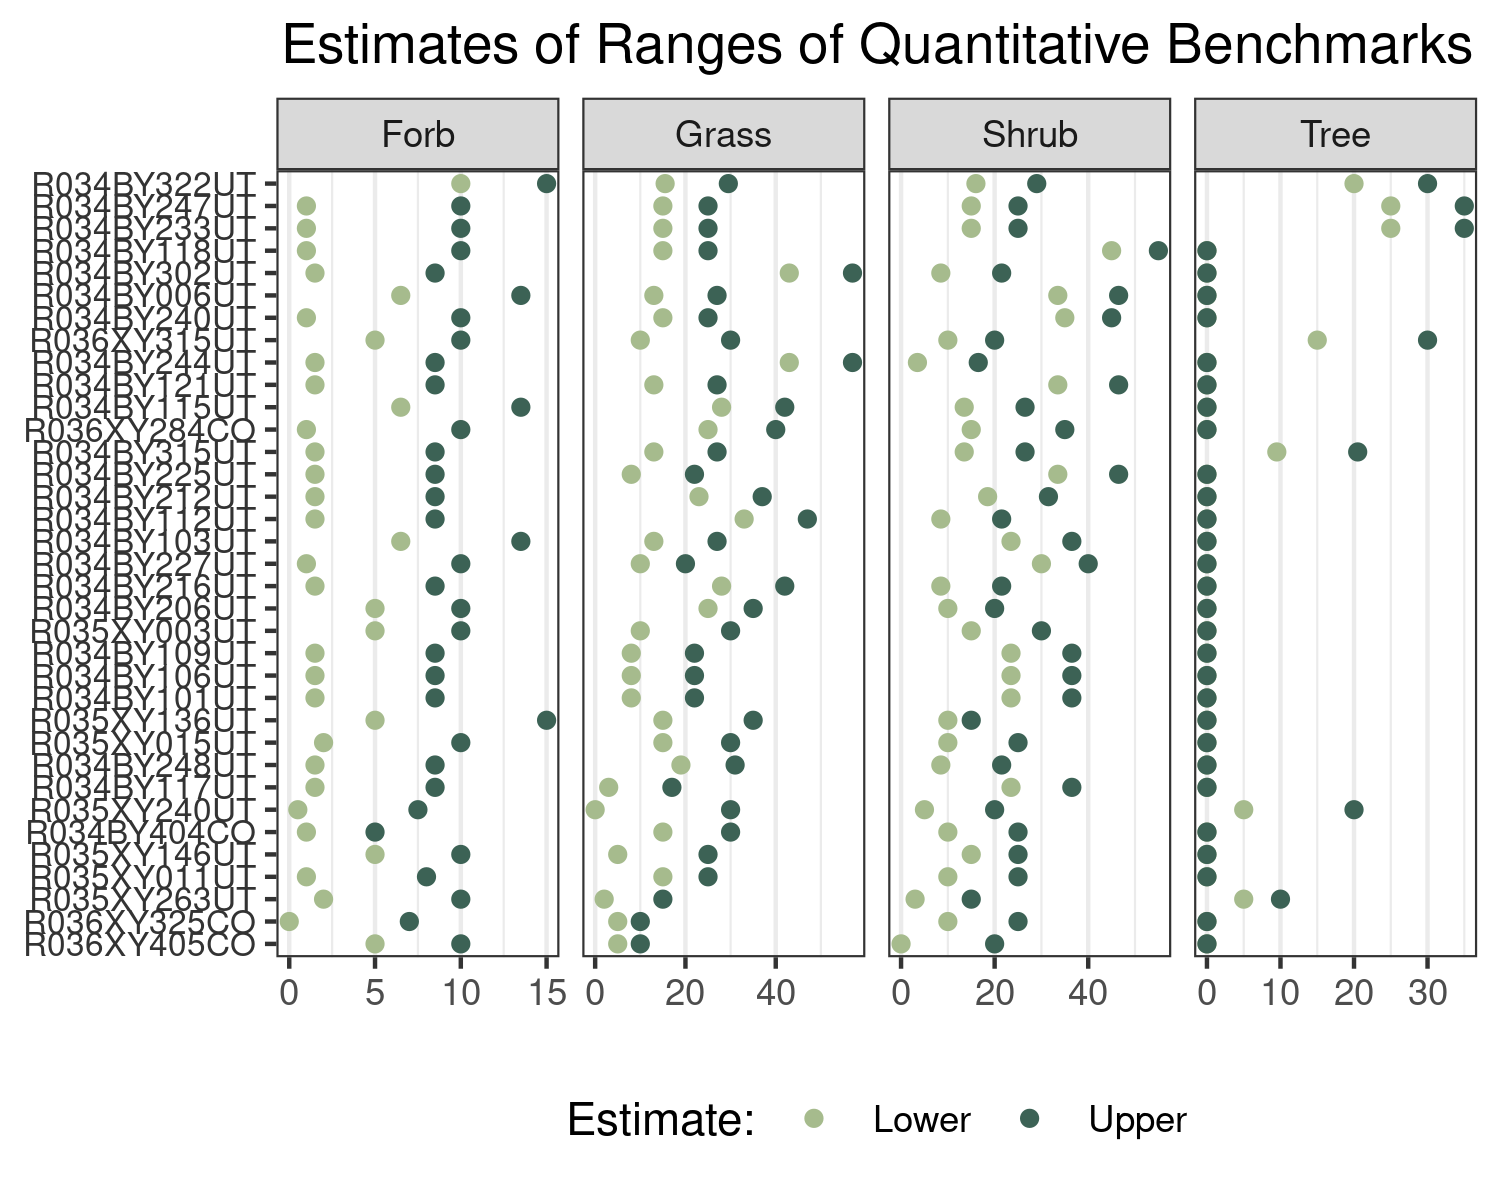 Estimates of Ranges of Quantitative Benchmarks
Forb Grass Shrub Tree
R034BY322UT
R034BY247UT
R034BY233UT
R034BY118UT
R034BY302UT
R034BY006UT
R034BY240UT
R036XY315UT
R034BY244UT
R034BY121UT
R034BY115UT
R036XY284CO
R034BY315UT
R034BY225UT
R034BY212UT
R034BY112UT
R034BY103UT
R034BY227UT
R034BY216UT
R034BY206UT
R035XY003UT
R034BY109UT
R034BY106UT
R034BY101UT
R035XY136UT
R035XY015UT
R034BY248UT
R034BY117UT
R035XY240UT
R034BY404CO
R035XY146UT
R035XY011UT
R035XY263UT
R036XY325CO
R036XY405CO
0 5 10 15 0 20 40 0 20 40 0 10 20 30
Estimate: Lower Upper